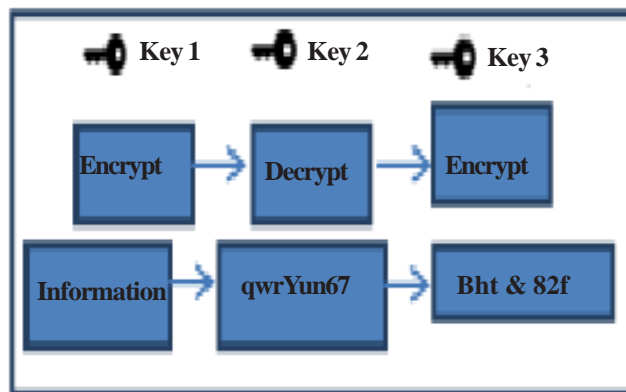 Key 1 Key 2 Key 3
Encrypt Decrypt Encrypt
Information qwrYun67 Bht & 82f